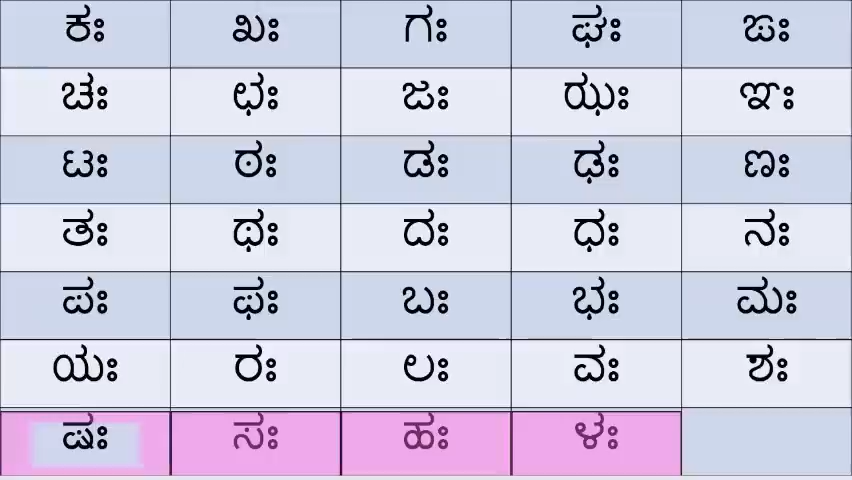 ಕಃ ಖಃ ಗಃ ಘಃ ಙಃ
ಚಃ ಛಃ ಜಃ ಝಃ ಞಃ
ಟಃ ಠಃ ಡಃ ಢಃ ಣಃ
ತಃ ಥಃ ದಃ ಧಃ ನಃ
ಪಃ ಫಃ ಬಃ ಭಃ ಮಃ
ಯಃ ರಃ ಲಃ ವಃ ಶಃ
ಷಃ ಸಃ ಹಃ ಳಃ